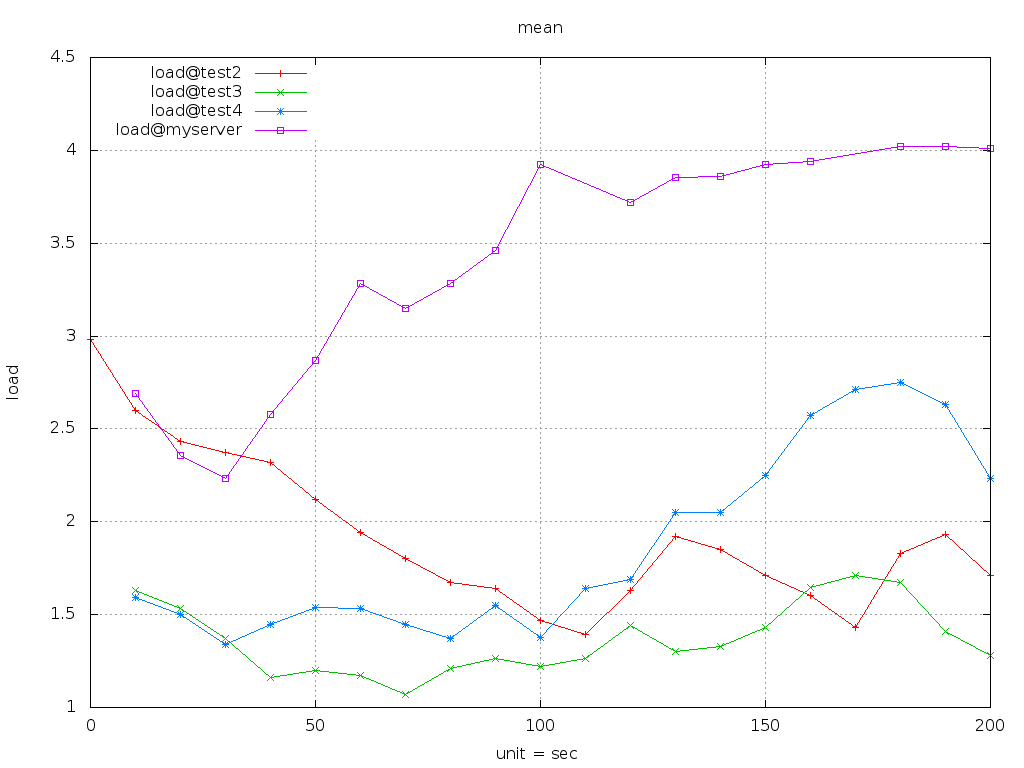 mean
4.5
load@test2
load@test3
load@test4
load@myserver
4
3.5
3
load
2.5
2
1.5
1
0 50 100 150 200
unit = sec